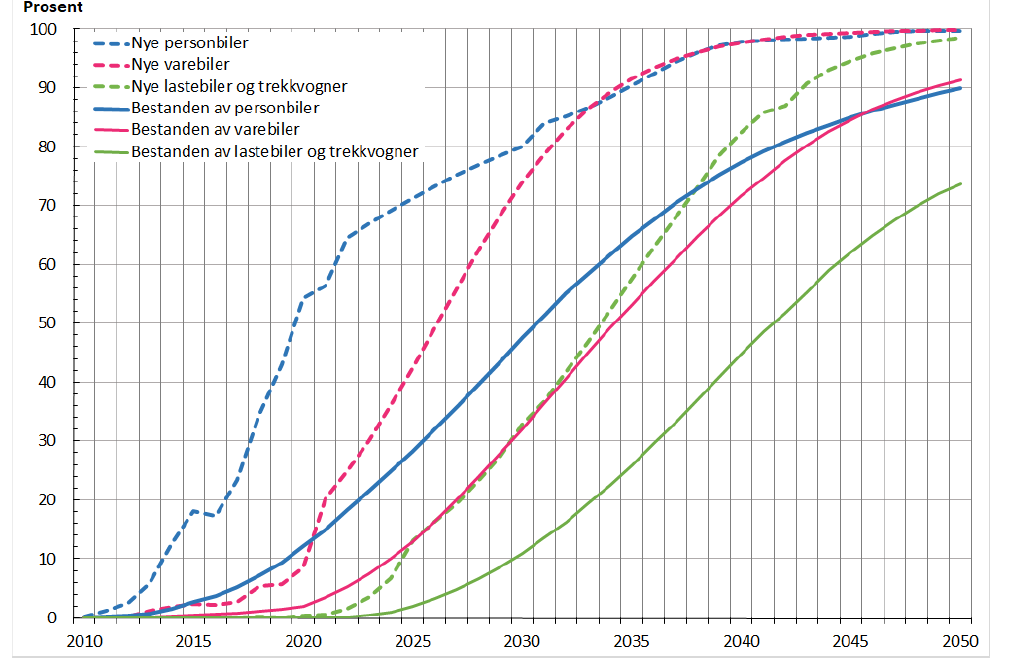 Prosent
100
90
80
70
60
50
40
30
20
10
0
Nye personbiler
Nye varebiler
Nye lastebiler og trekkvogner
Bestanden av personbiler
Bestanden av varebiler
Bestanden av lastebiler og trekkvogner
2010 2015 2020 2025 2030 2035 2040 2045 2050